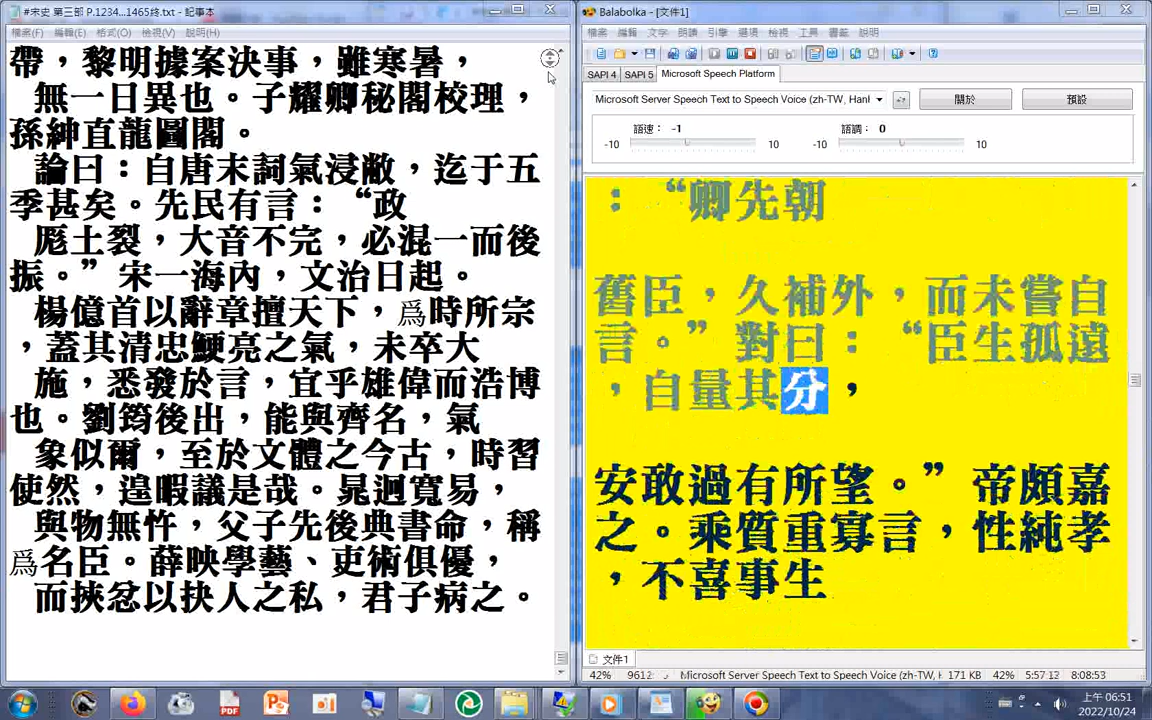 #宋史 第三部 P.1234...1465終.txt - 記事本
檔案(F) 編輯(E) 格式(O) 檢視(V) 說明(H)
帶，黎明據案決事，雖寒暑，
無一日異也。子耀卿秘閣校理，
孫紳直龍圖閣。
論曰：自唐末詞氣浸敝，迄于五
季甚矣。先民有言：“政
厖土裂，大音不完，必混一而後
振。”宋一海內，文治日起。
楊億首以辭章擅天下，爲時所宗
，蓋其清忠鯁亮之氣，未卒大
施，悉發於言，宜乎雄偉而浩博
也。劉筠後出，能與齊名，氣
象似爾，至於文體之今古，時習
使然，遑暇議是哉。晁迥寬易，
與物無忤，父子先後典書命，稱
爲名臣。薛映學藝、吏術俱優，
而挾忿以抉人之私，君子病之。
Balabolka - [文件1]
檔案 編輯 文字 朗讀 引擎 選項 檢視 工具 書籤 說明
SAPI 4 SAPI 5 Microsoft Speech Platform
Microsoft Server Speech Text to Speech Voice (zh-TW, Hanl
關於 預設
語速： -1 語調： 0
-10 10 -10 10
：“卿先朝
舊臣，久補外，而未嘗自
言。”對曰：“臣生孤遠
，自量其分，
安敢過有所望。”帝頗嘉
之。乘質重寡言，性純孝
，不喜事生
文件1
42% 9612: Microsoft Server Speech Text to Speech Voice (zh-TW, I 171 KB 42% 5:57:12 8:08:53
上午 06:51
2022/10/24